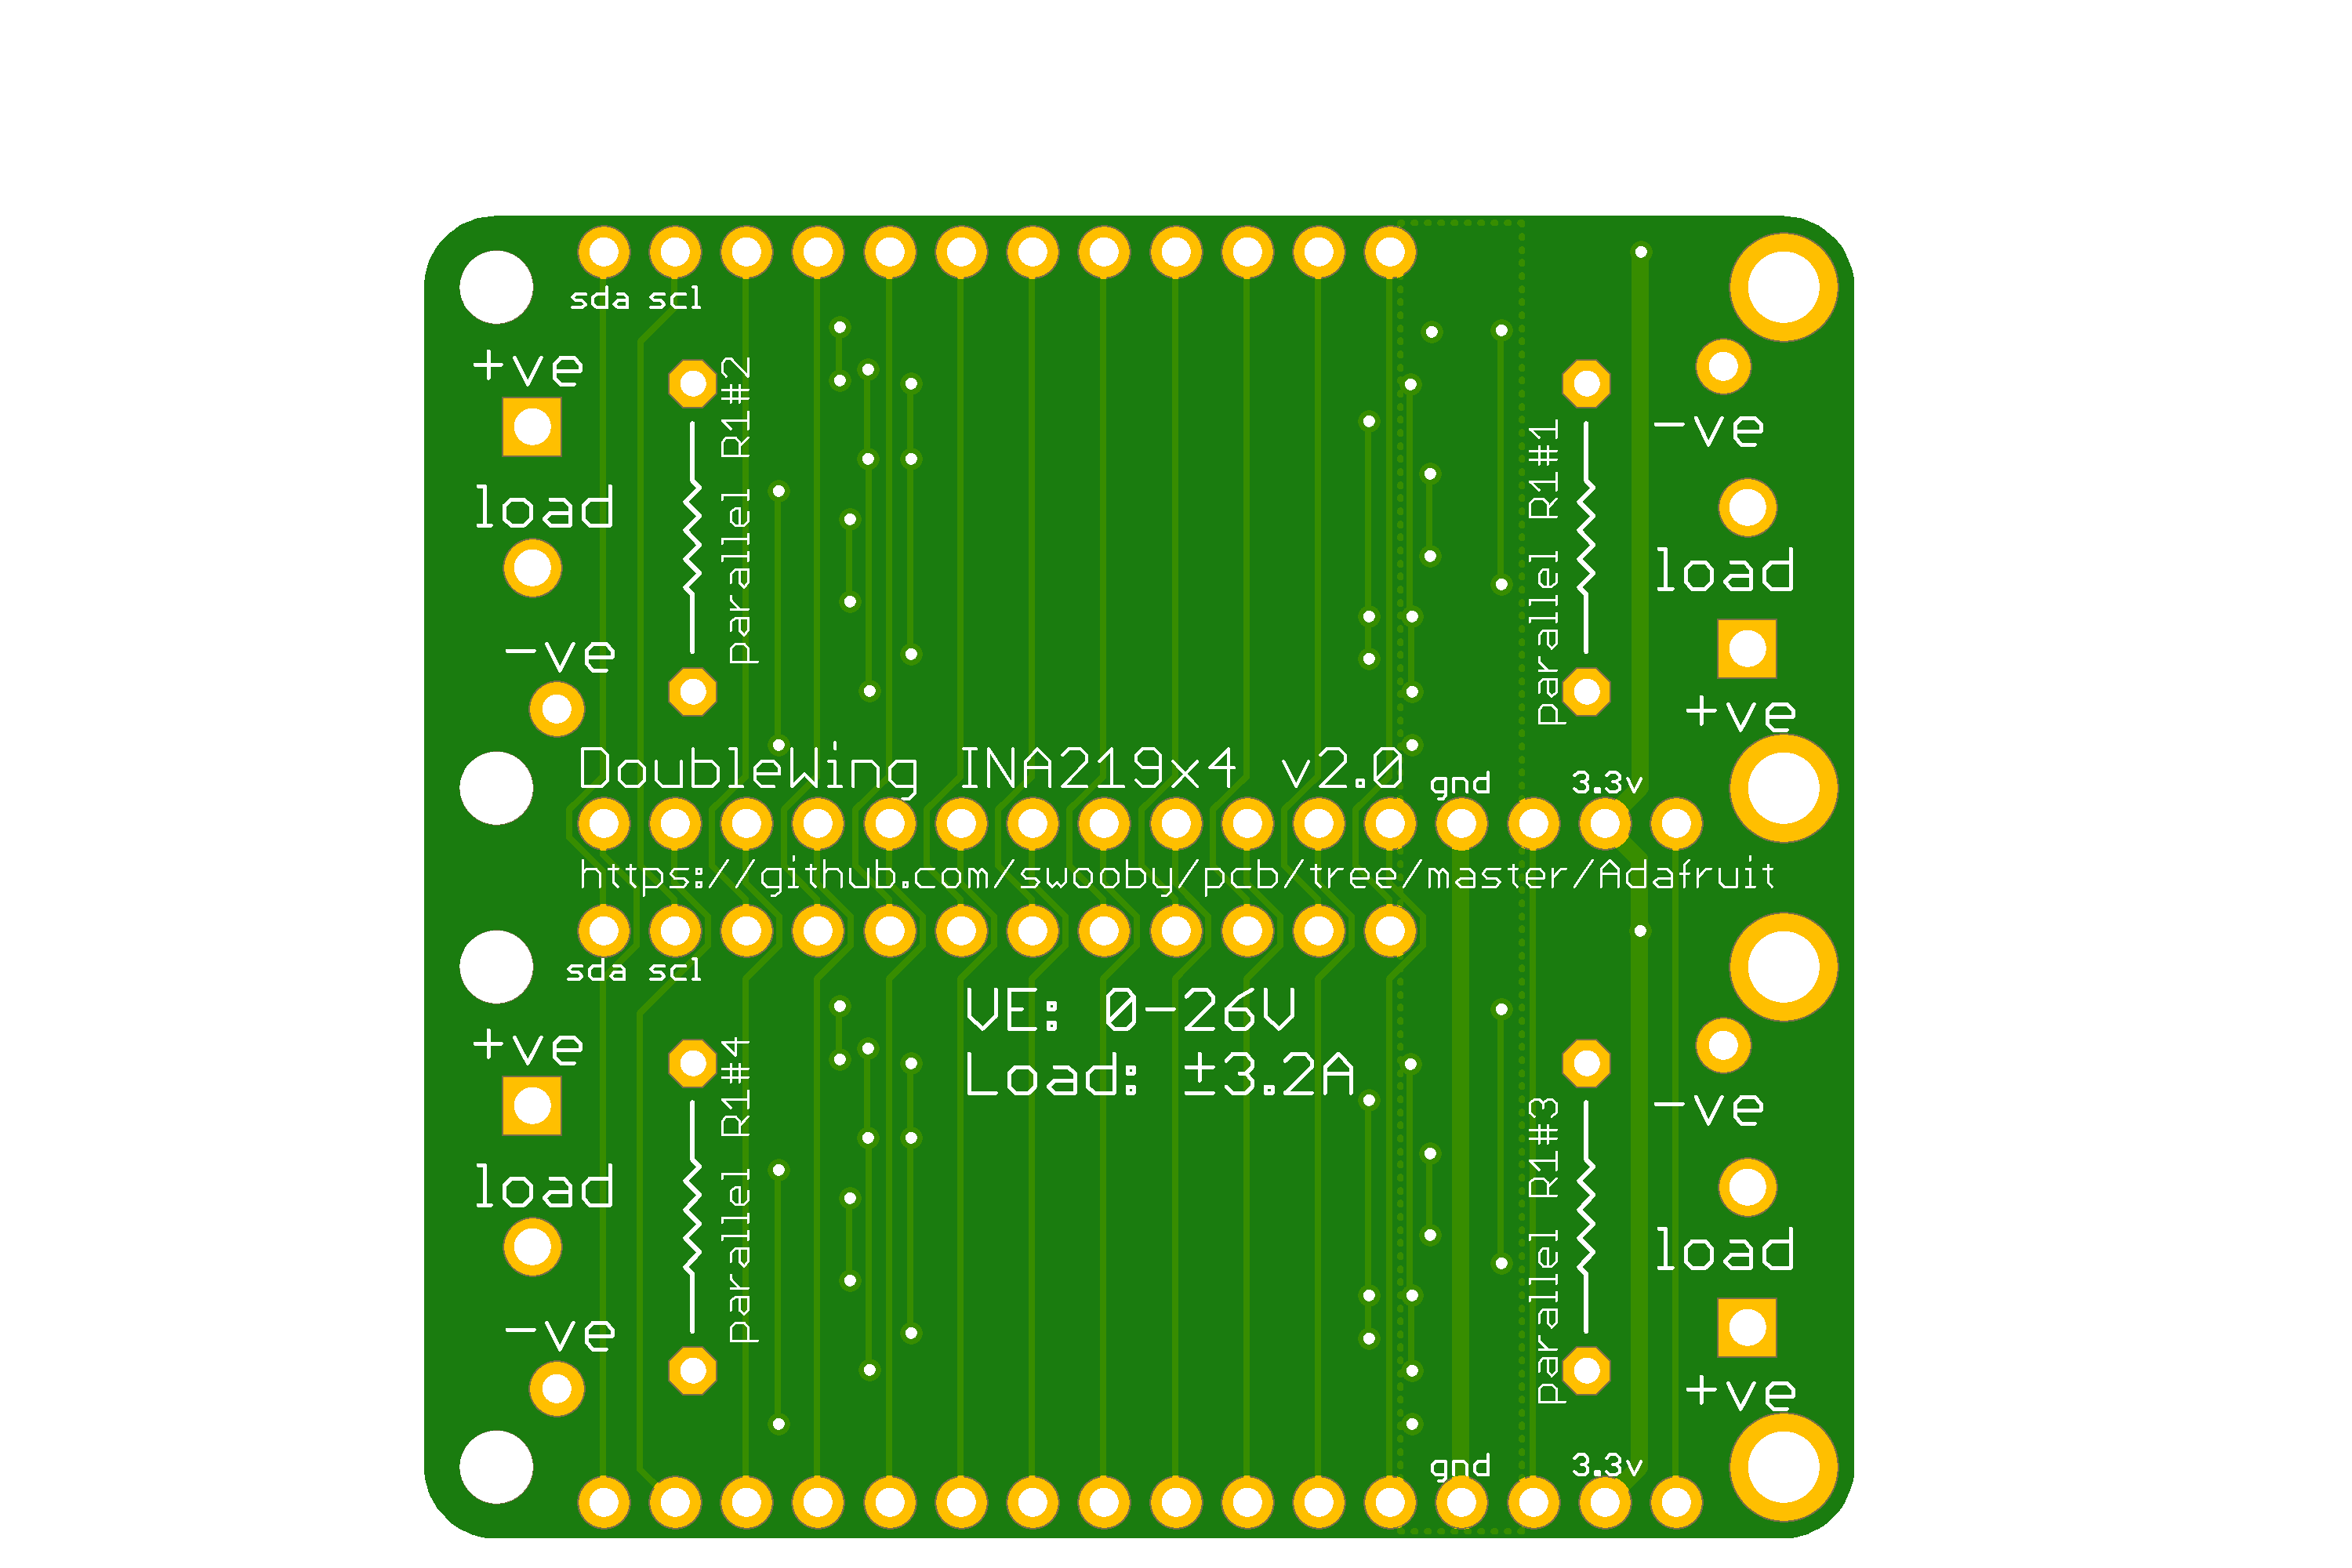 sda scl
+ve
load
-ve
parallel R1#2
parallel R1#1
-ve
load
+ve
DoubleWing INA219x4 v2.0
gnd 3.3v
https://github.com/swooby/pcb/tree/master/Adafruit
sda scl
VE: 0-26V
Load: ±3.2A
+ve
load
-ve
parallel R1#4
parallel R1#3
-ve
load
+ve
gnd 3.3v